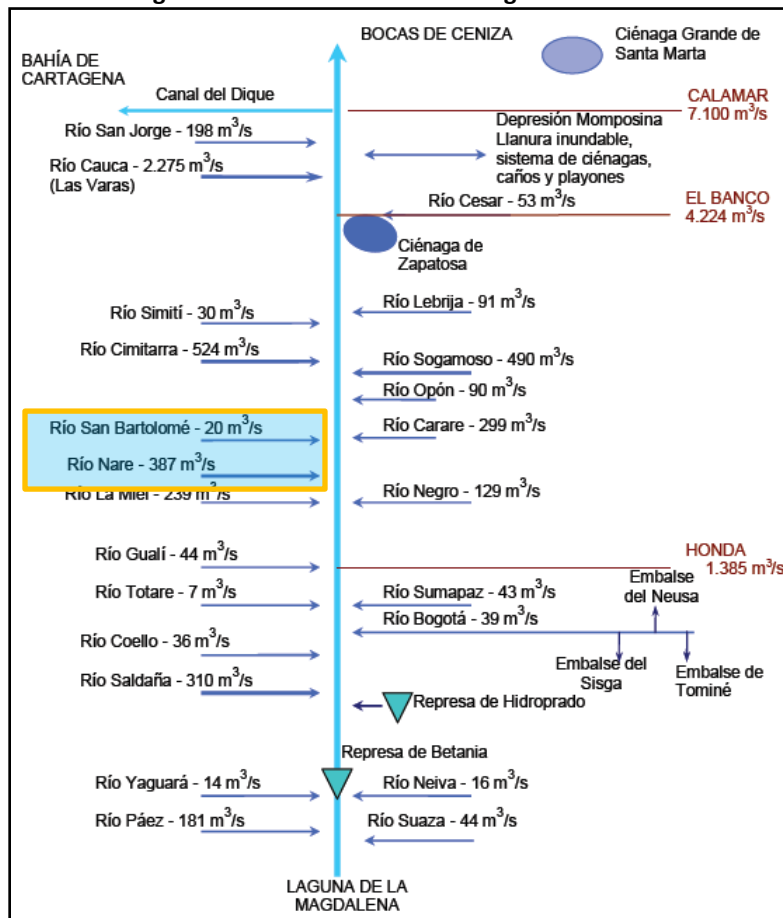 BOCAS DE CENIZA
Ciénaga Grande de
Santa Marta
BAHÍA DE
CARTAGENA
Canal del Dique
CALAMAR
7.100 m³/s
Río San Jorge - 198 m³/s
Depresión Momposina
Llanura inundable,
sistema de ciénagas,
caños y playones
Río Cauca - 2.275 m³/s
(Las Varas)
Río Cesar - 53 m³/s
EL BANCO
4.224 m³/s
Ciénaga de
Zapatosa
Río Simití - 30 m³/s
Río Lebrija - 91 m³/s
Río Cimitarra - 524 m³/s
Río Sogamoso - 490 m³/s
Río Opón - 90 m³/s
Río San Bartolomé - 20 m³/s
Río Carare - 299 m³/s
Río Nare - 387 m³/s
Río La Miel - 239 m³/s
Río Negro - 129 m³/s
Río Gualí - 44 m³/s
HONDA
1.385 m³/s
Río Totare - 7 m³/s
Río Sumapaz - 43 m³/s
Embalse
del Neusa
Río Bogotá - 39 m³/s
Río Coello - 36 m³/s
Embalse del
Sisga
Embalse de
Tominé
Río Saldaña - 310 m³/s
Represa de Hidroprado
Represa de Betania
Río Yaguará - 14 m³/s
Río Neiva - 16 m³/s
Río Páez - 181 m³/s
Río Suaza - 44 m³/s
LAGUNA DE LA
MAGDALENA